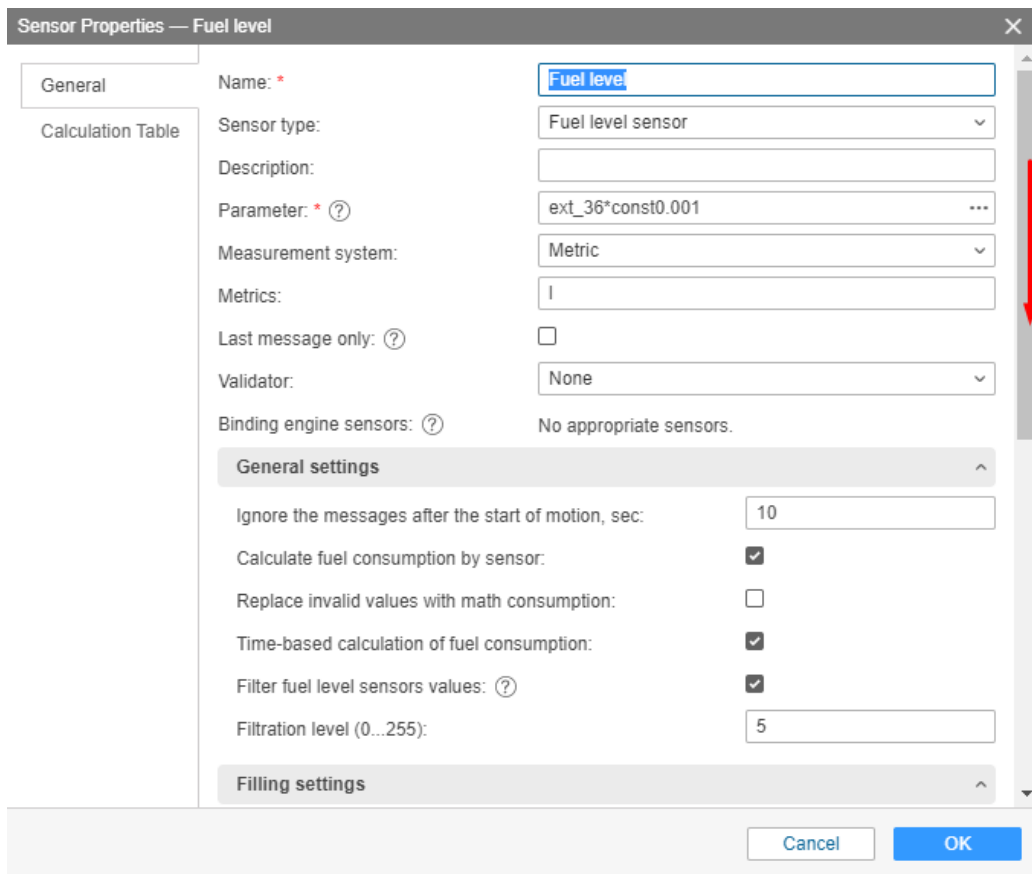 Sensor Properties — Fuel level
General
Calculation Table
Name: *
Fuel level
Sensor type:
Fuel level sensor
Description:
Parameter: * ?
ext_36*const0.001
...
Measurement system:
Metric
Metrics:
l
Last message only: ?
Validator:
None
Binding engine sensors: ?
No appropriate sensors.
General settings
Ignore the messages after the start of motion, sec:
10
Calculate fuel consumption by sensor:
Replace invalid values with math consumption:
Time-based calculation of fuel consumption:
Filter fuel level sensors values: ?
Filtration level (0...255):
5
Filling settings
Cancel
OK